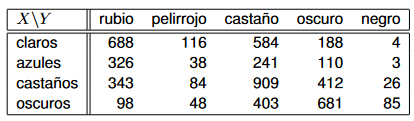 X\Y rubio pelirrojo castaño oscuro negro
claros 688 116 584 188 4
azules 326 38 241 110 3
castaños 343 84 909 412 26
oscuros 98 48 403 681 85